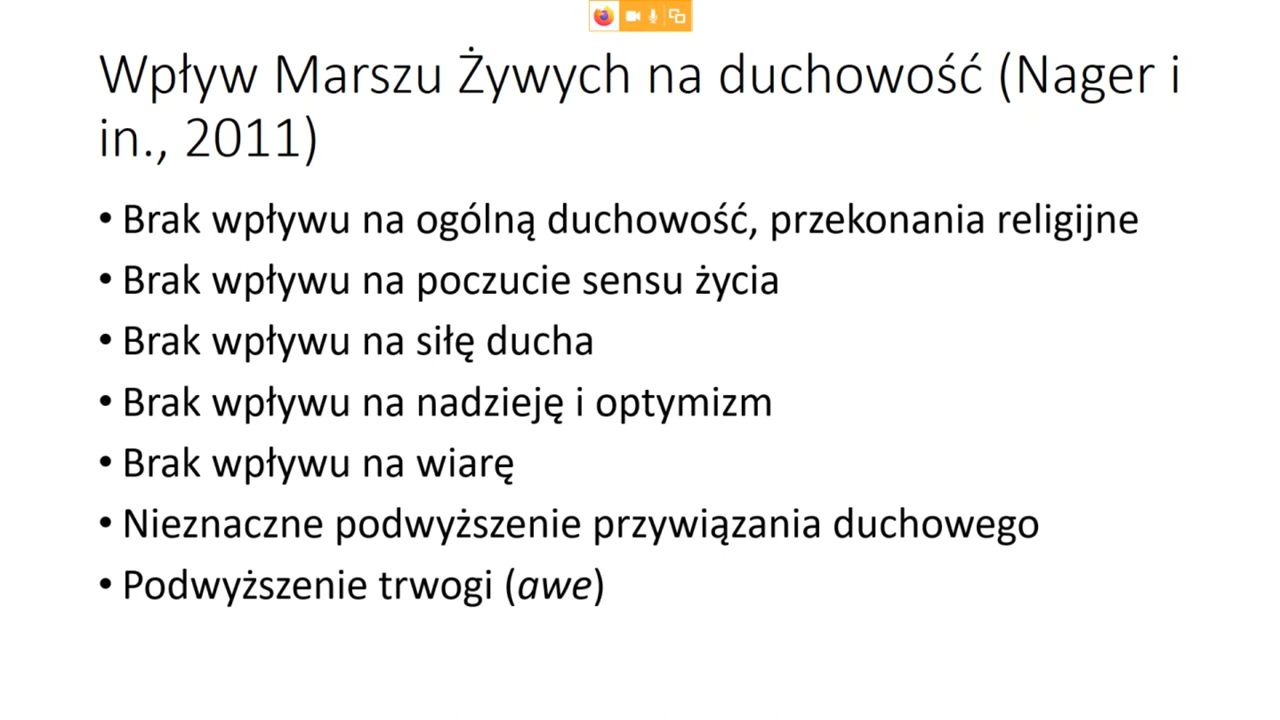 Wpływ Marszu Żywych na duchowość (Nager i
in., 2011)
• Brak wpływu na ogólną duchowość, przekonania religijne
• Brak wpływu na poczucie sensu życia
• Brak wpływu na siłę ducha
• Brak wpływu na nadzieję i optymizm
• Brak wpływu na wiarę
• Nieznaczne podwyższenie przywiązania duchowego
• Podwyższenie trwogi (awe)